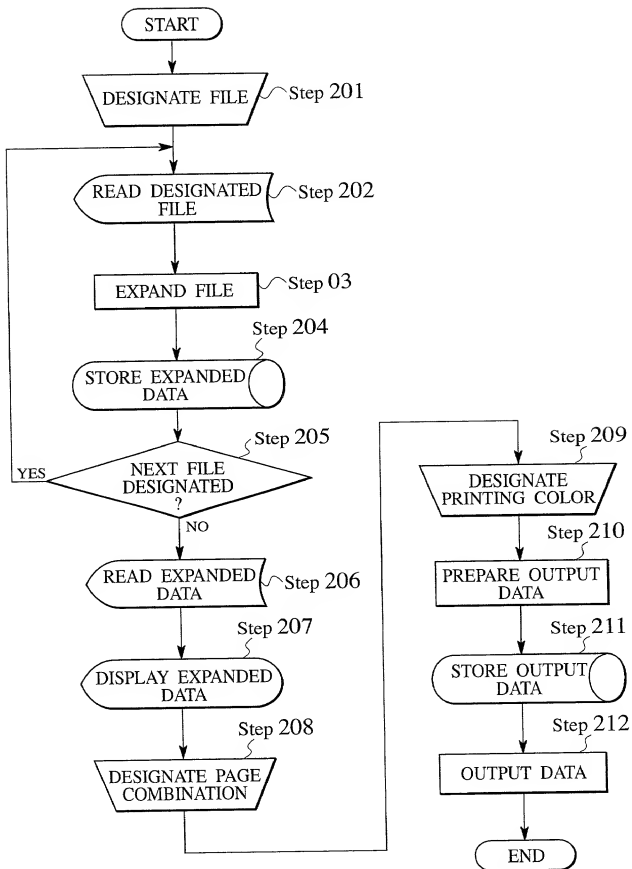 START
DESIGNATE FILE
Step 201
READ DESIGNATED
FILE
Step 202
EXPAND FILE
Step 03
Step 204
STORE EXPANDED
DATA
Step 205
YES
NEXT FILE
DESIGNATED
?
NO
READ EXPANDED
DATA
Step 206
Step 207
DISPLAY EXPANDED
DATA
Step 208
DESIGNATE PAGE
COMBINATION
Step 209
DESIGNATE
PRINTING COLOR
Step 210
PREPARE OUTPUT
DATA
Step 211
STORE OUTPUT
DATA
Step 212
OUTPUT DATA
END